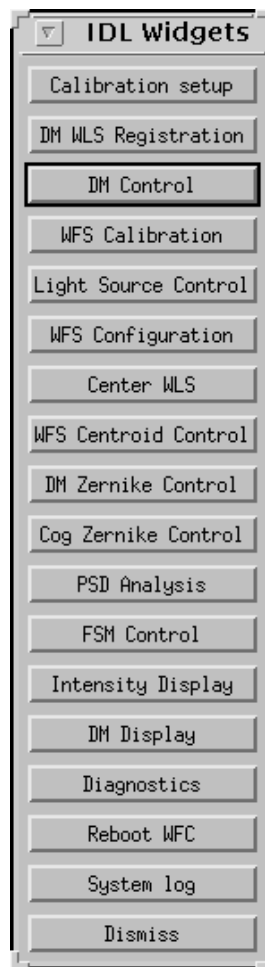 IDL Widgets
Calibration setup
DM WLS Registration
DM Control
WFS Calibration
Light Source Control
WFS Configuration
Center WLS
WFS Centroid Control
DM Zernike Control
Cog Zernike Control
PSD Analysis
FSM Control
Intensity Display
DM Display
Diagnostics
Reboot WFC
System log
Dismiss